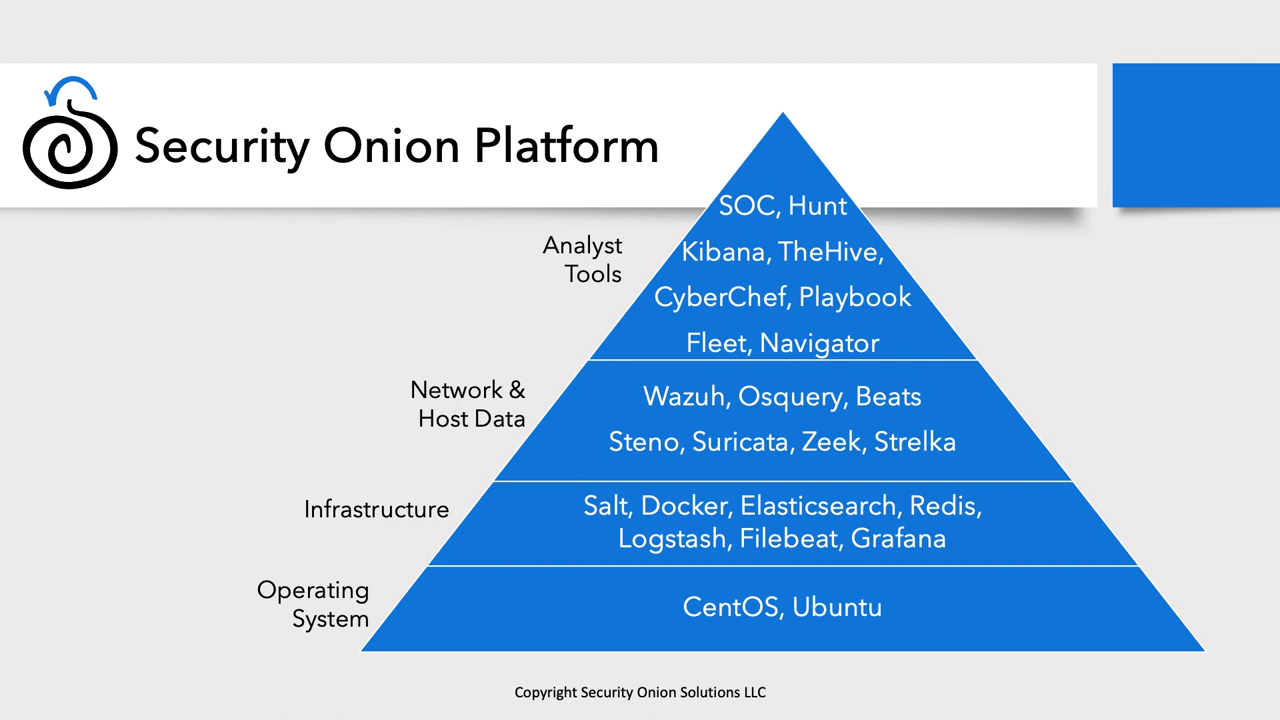 Security Onion Platform
SOC, Hunt
Analyst
Tools
Kibana, TheHive,
CyberChef, Playbook
Fleet, Navigator
Network &
Host Data
Wazuh, Osquery, Beats
Steno, Suricata, Zeek, Strelka
Infrastructure
Salt, Docker, Elasticsearch, Redis,
Logstash, Filebeat, Grafana
Operating
System
CentOS, Ubuntu
Copyright Security Onion Solutions LLC